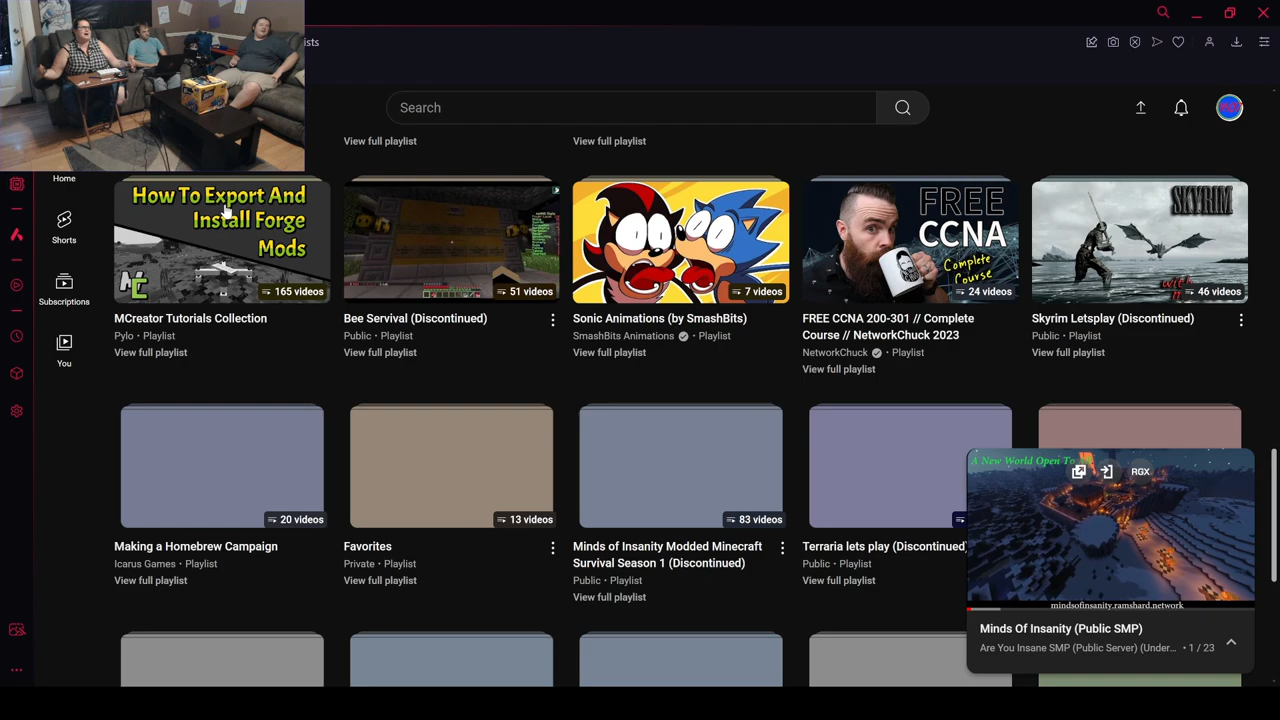 ists
Search
View full playlist
View full playlist
Home
Shorts
Subscriptions
You
How To Export And
Install Forge
Mods
165 videos
MCreator Tutorials Collection
Pylo • Playlist
View full playlist
51 videos
Bee Servival (Discontinued)
Public • Playlist
View full playlist
7 videos
Sonic Animations (by SmashBits)
SmashBits Animations • Playlist
View full playlist
FREE
CCNA
Complete
Course
24 videos
FREE CCNA 200-301 // Complete
Course // NetworkChuck 2023
NetworkChuck • Playlist
View full playlist
SKYRIM
46 videos
Skyrim Letsplay (Discontinued)
Public • Playlist
View full playlist
20 videos
Making a Homebrew Campaign
Icarus Games • Playlist
View full playlist
13 videos
Favorites
Private • Playlist
View full playlist
83 videos
Minds of Insanity Modded Minecraft
Survival Season 1 (Discontinued)
Public • Playlist
View full playlist
Terraria lets play (Discontinued)
Public • Playlist
View full playlist
A New World Open To
RGX
mindsofinsanity.ramshard.network
Minds Of Insanity (Public SMP)
Are You Insane SMP (Public Server) (Under... • 1 / 23